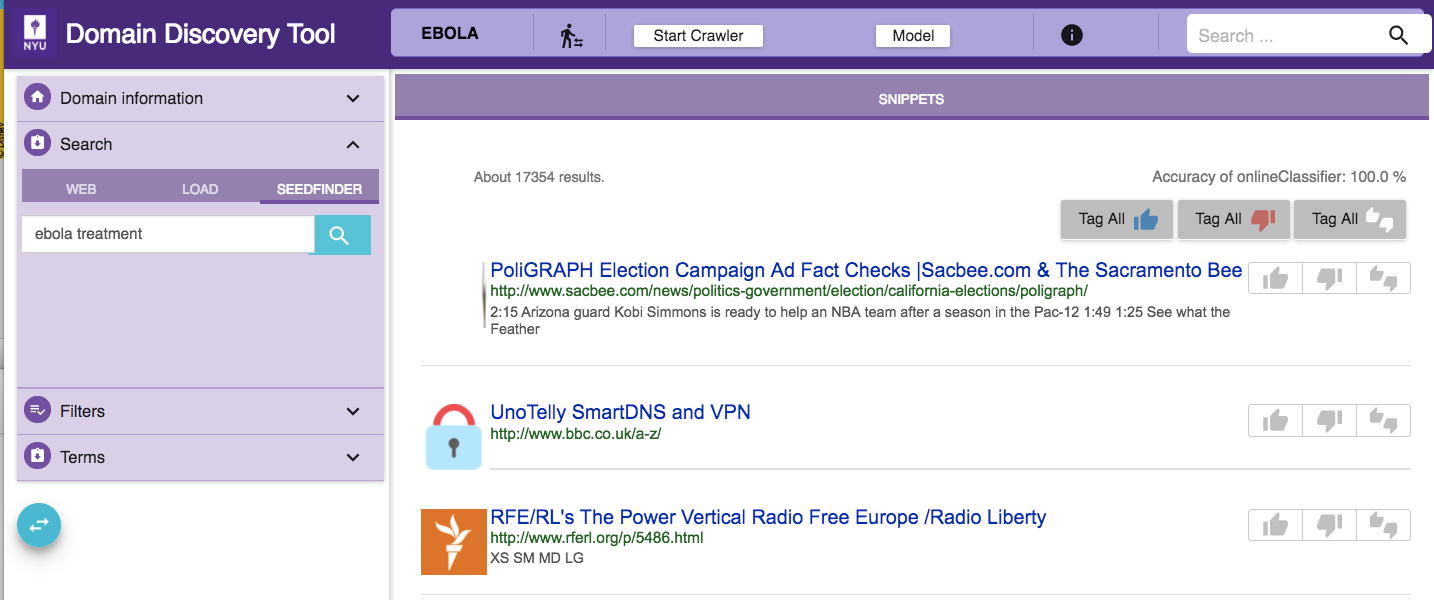 NYU
Domain Discovery Tool
EBOLA
Start Crawler
Model
Search ...
Domain information
Search
WEB
LOAD
SEEDFINDER
ebola treatment
Filters
Terms
SNIPPETS
About 17354 results.
Accuracy of onlineClassifier: 100.0 %
Tag All
Tag All
Tag All
PoliGRAPH Election Campaign Ad Fact Checks |Sacbee.com & The Sacramento Bee
http://www.sacbee.com/news/politics-government/election/california-elections/poligraph/
2:15 Arizona guard Kobi Simmons is ready to help an NBA team after a season in the Pac-12 1:49 1:25 See what the
Feather
UnoTelly SmartDNS and VPN
http://www.bbc.co.uk/a-z/
RFE/RL's The Power Vertical Radio Free Europe /Radio Liberty
http://www.rferl.org/p/5486.html
XS SM MD LG